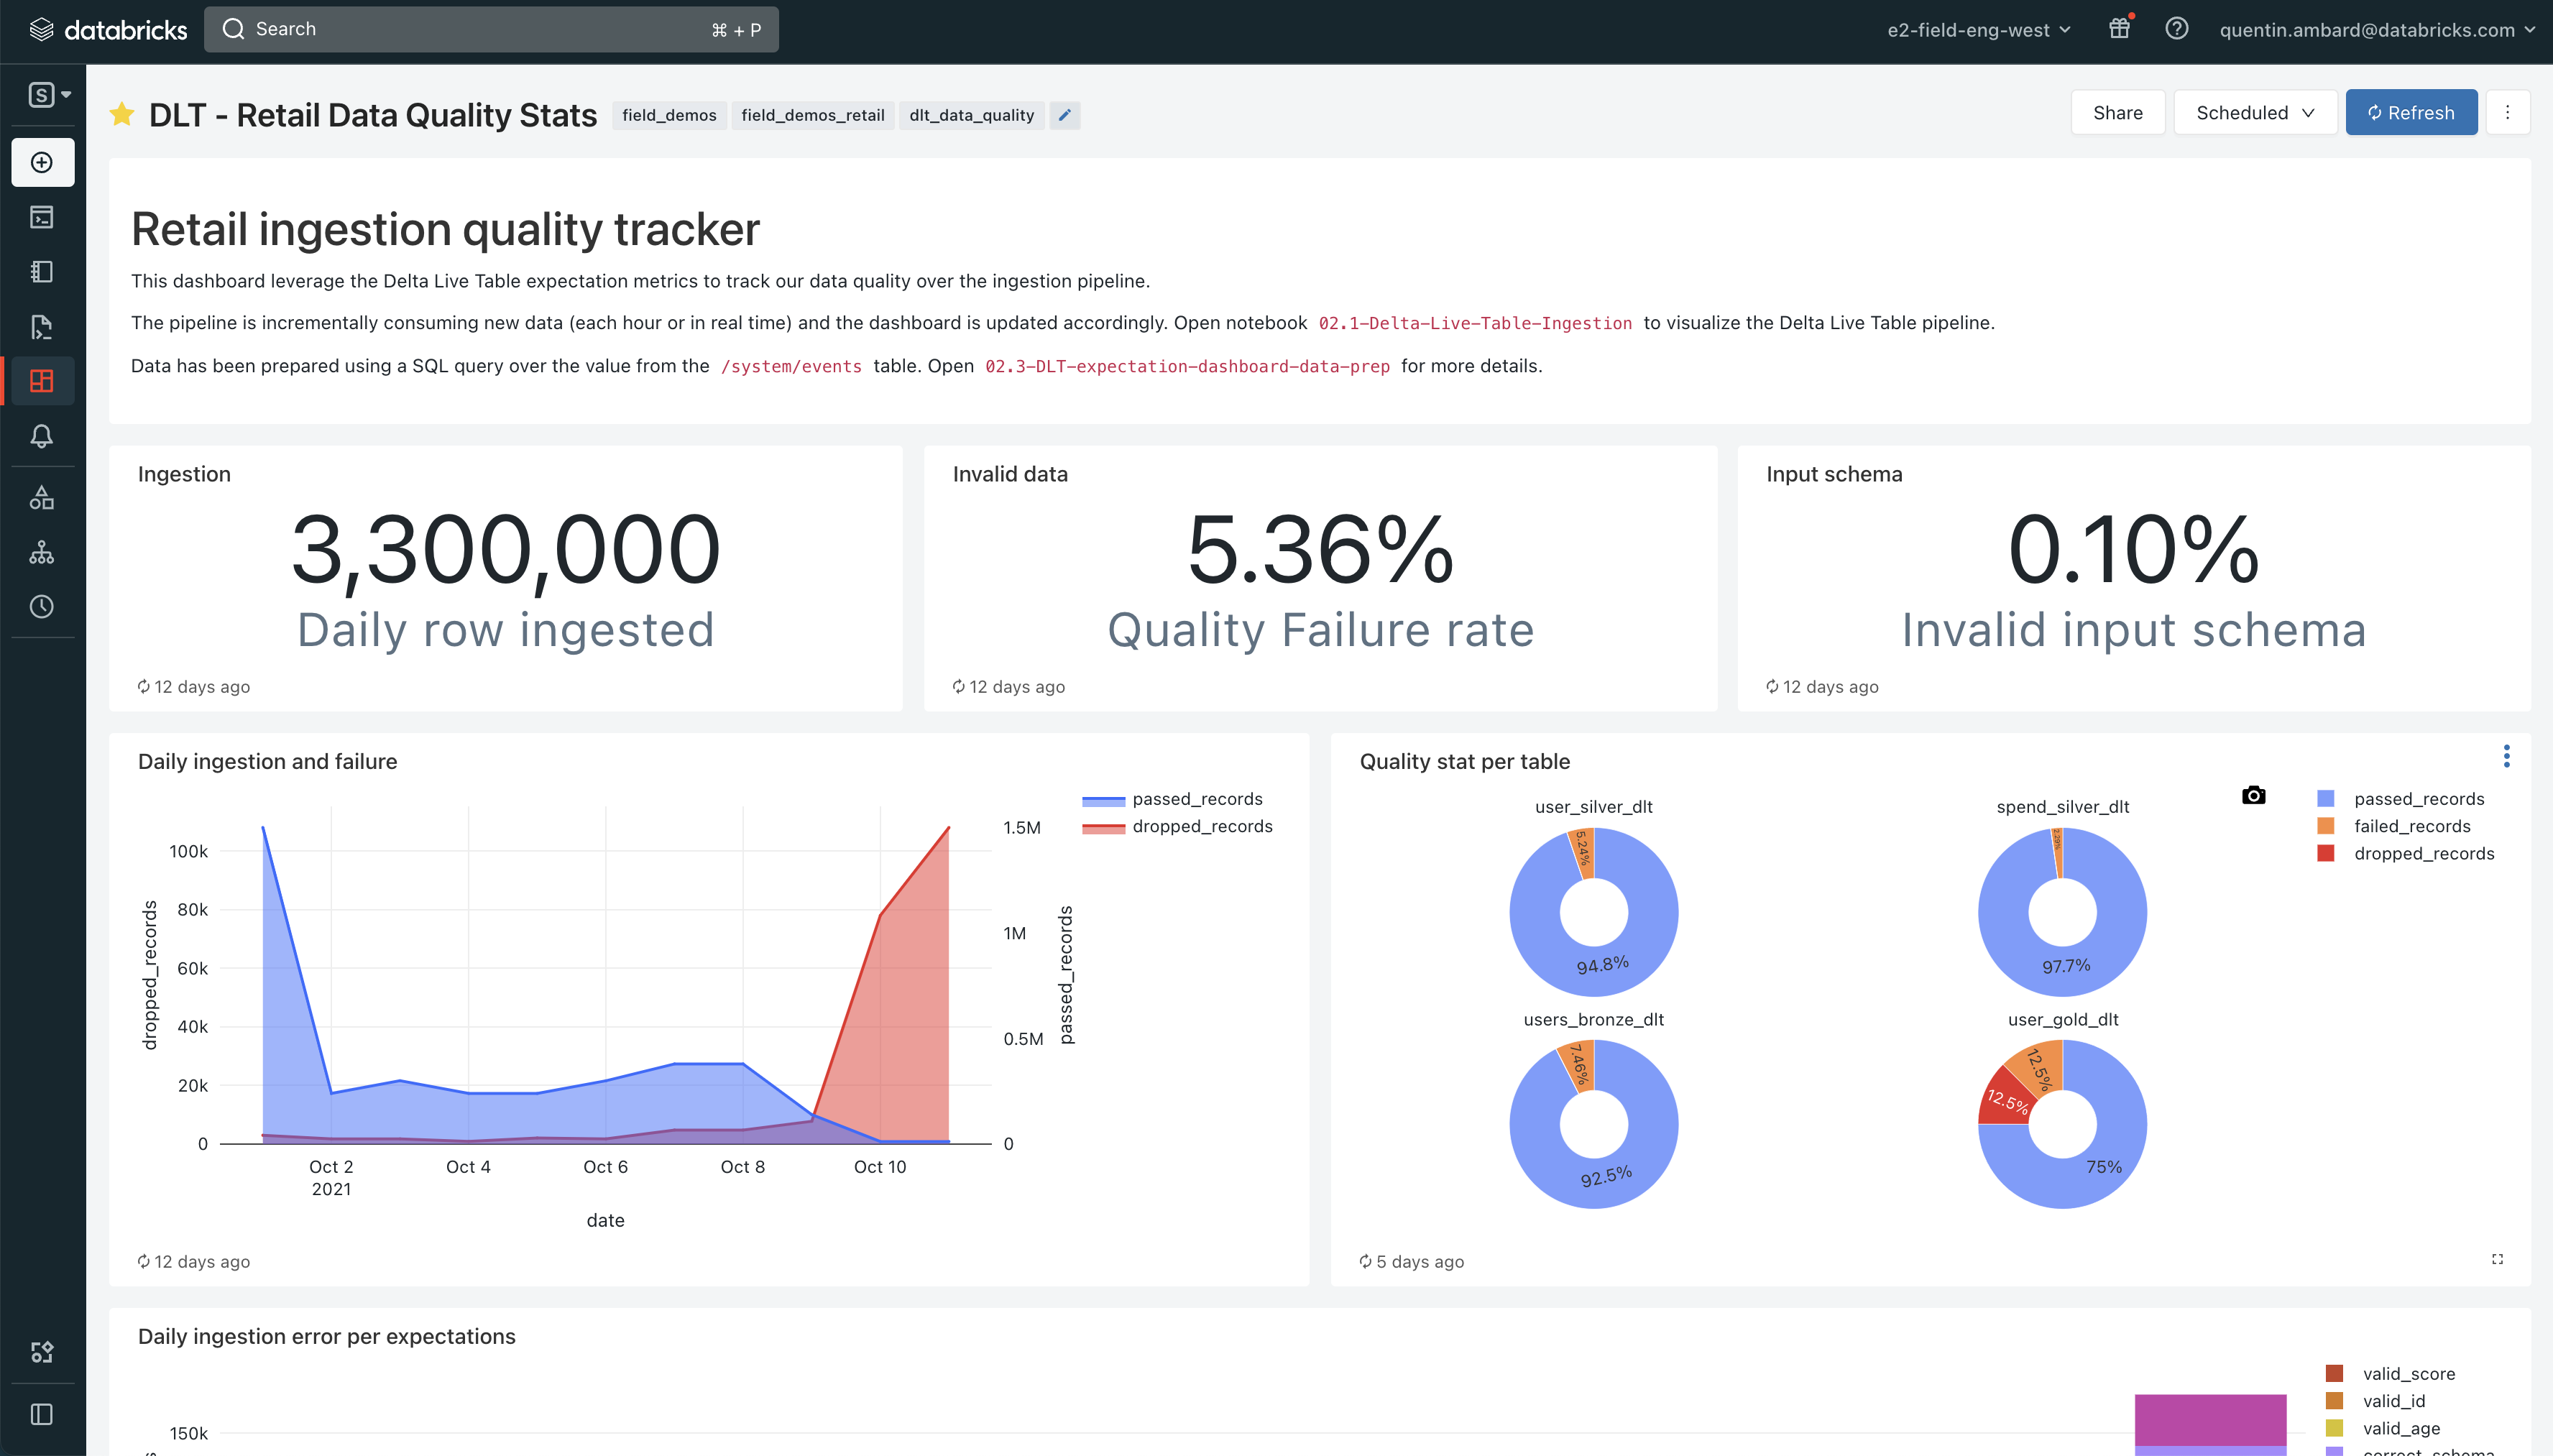 databricks
Search
⌘ + P
e2-field-eng-west
quentin.ambard@databricks.com
S
DLT - Retail Data Quality Stats
field_demos
field_demos_retail
dlt_data_quality
Share
Scheduled
Refresh
Retail ingestion quality tracker
This dashboard leverage the Delta Live Table expectation metrics to track our data quality over the ingestion pipeline.
The pipeline is incrementally consuming new data (each hour or in real time) and the dashboard is updated accordingly. Open notebook 02.1-Delta-Live-Table-Ingestion to visualize the Delta Live Table pipeline.
Data has been prepared using a SQL query over the value from the /system/events table. Open 02.3-DLT-expectation-dashboard-data-prep for more details.
Ingestion
3,300,000
Daily row ingested
12 days ago
Invalid data
5.36%
Quality Failure rate
12 days ago
Input schema
0.10%
Invalid input schema
12 days ago
Daily ingestion and failure
passed_records
dropped_records
100k
80k
60k
40k
20k
0
dropped_records
1.5M
1M
0.5M
0
passed_records
Oct 2
2021
Oct 4
Oct 6
Oct 8
Oct 10
date
12 days ago
Quality stat per table
user_silver_dlt
5.24%
94.8%
spend_silver_dlt
97.7%
users_bronze_dlt
7.46%
92.5%
user_gold_dlt
12.5%
12.5%
75%
passed_records
failed_records
dropped_records
5 days ago
Daily ingestion error per expectations
150k
valid_score
valid_id
valid_age
correct_schema